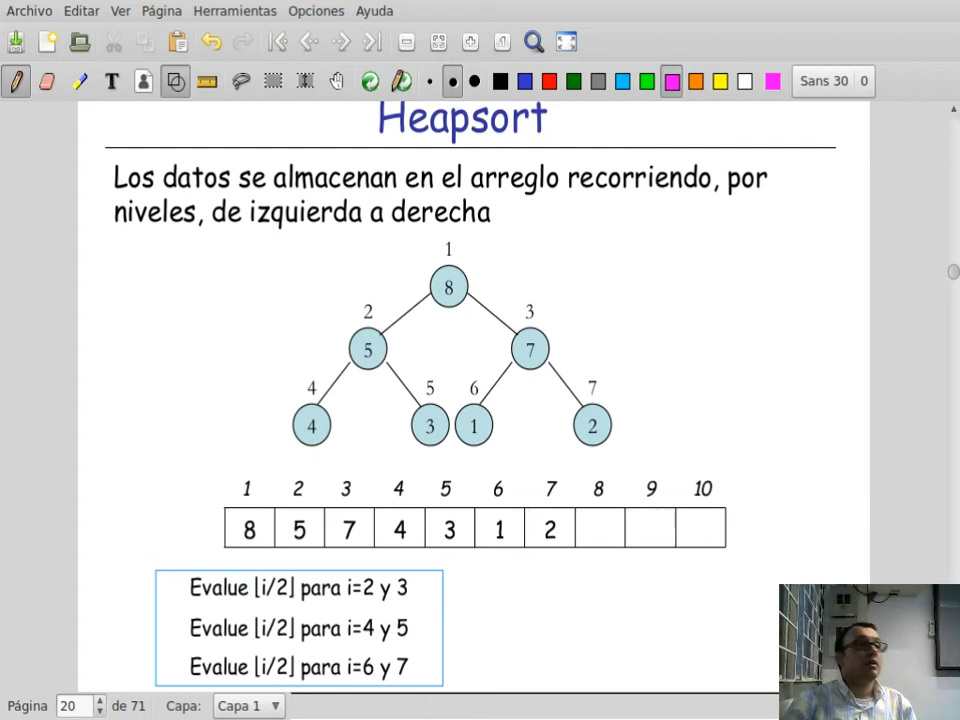 Archivo Editar Ver Página Herramientas Opciones Ayuda
T Sans 30 0
Heapsort
Los datos se almacenan en el arreglo recorriendo, por
niveles, de izquierda a derecha
1
8
2 3
5 7
4 5 6 7
4 3 1 2
1 2 3 4 5 6 7 8 9 10
8 5 7 4 3 1 2
Evalue ⌊i/2⌋ para i=2 y 3
Evalue ⌊i/2⌋ para i=4 y 5
Evalue ⌊i/2⌋ para i=6 y 7
Página 20 de 71 Capa: Capa 1